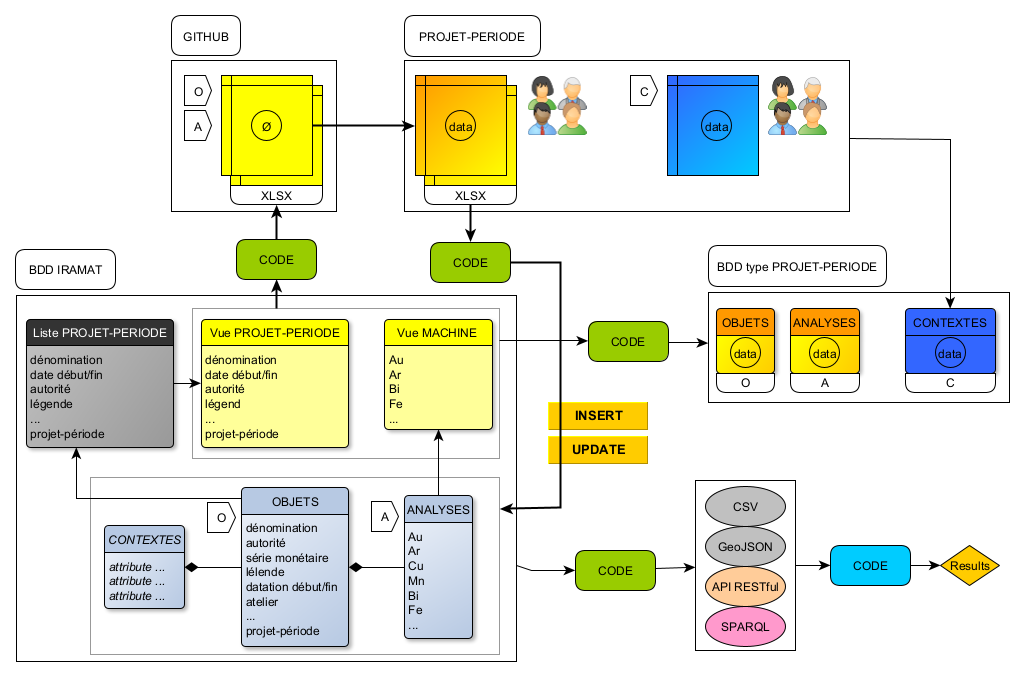 GITHUB
PROJET-PERIODE
O
A
Ø
XLSX
data
XLSX
C
data
CODE
CODE
BDD IRAMAT
BDD type PROJET-PERIODE
Liste PROJET-PERIODE
dénomination
date début/fin
autorité
légende
...
projet-période
Vue PROJET-PERIODE
dénomination
date début/fin
autorité
légend
...
projet-période
Vue MACHINE
Au
Ar
Bi
Fe
...
CODE
OBJETS
data
O
ANALYSES
data
A
CONTEXTES
data
C
INSERT
UPDATE
CONTEXTES
attribute ...
attribute ...
attribute ...
O
OBJETS
dénomination
autorité
série monétaire
lélende
datation début/fin
atelier
...
projet-période
A
ANALYSES
Au
Ar
Cu
Mn
Bi
Fe
...
CODE
CSV
GeoJSON
API RESTful
SPARQL
CODE
Results